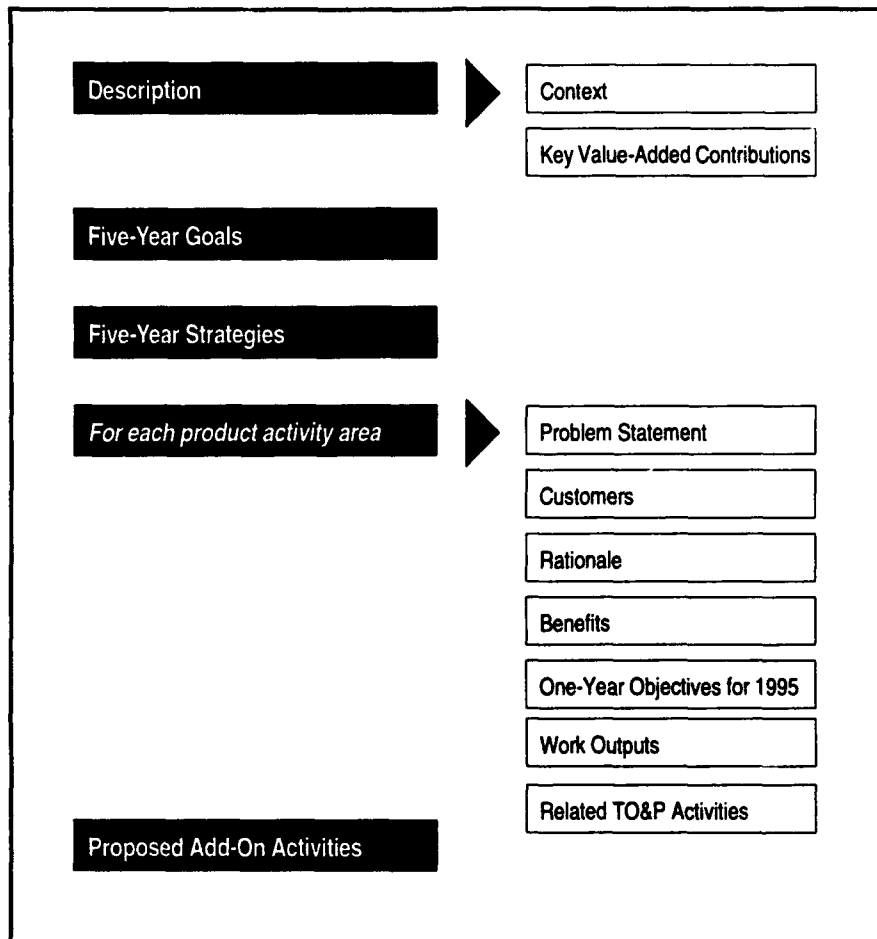 Description
Context
Key Value-Added Contributions
Five-Year Goals
Five-Year Strategies
For each product activity area
Problem Statement
Customers
Rationale
Benefits
One-Year Objectives for 1995
Work Outputs
Related TO&P Activities
Proposed Add-On Activities